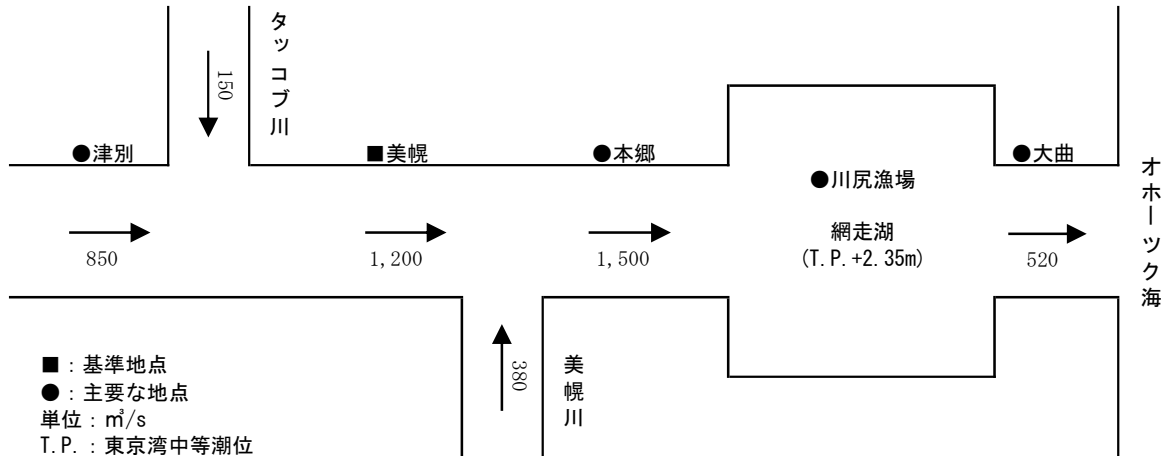 タッコブ川
150
●津別
■美幌
●本郷
●大曲
●川尻漁場
オホーツク海
網走湖
(T.P.+2.35m)
850
1,200
1,500
520
380
美幌川
■：基準地点
●：主要な地点
単位：㎥/s
T.P.：東京湾中等潮位